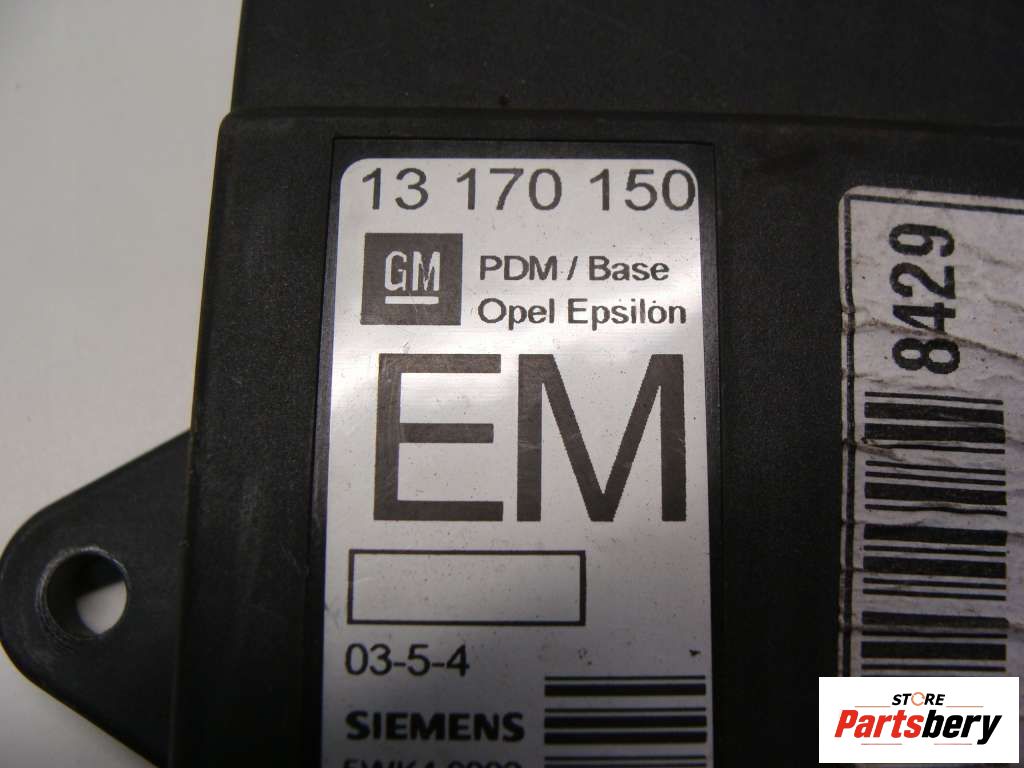 13 170 150
GM
PDM / Base
Opel Epsilon
EM
03-5-4
SIEMENS
8429
STORE
Partsbery